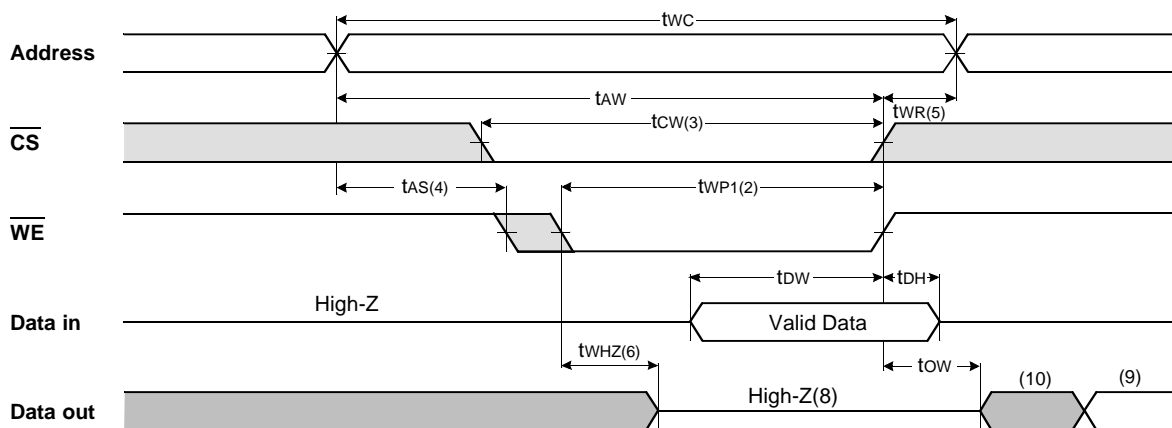 tWC
Address
tAW
tWR(5)
tCW(3)
CS
tAS(4)
tWP1(2)
WE
tDW
tDH
High-Z
Data in
Valid Data
tWHZ(6)
tOW
(10)
(9)
High-Z(8)
Data out